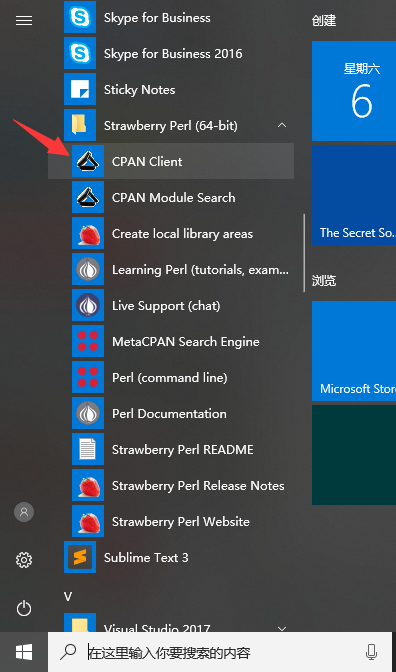 Skype for Business
Skype for Business 2016
Sticky Notes
Strawberry Perl (64-bit)
CPAN Client
CPAN Module Search
Create local library areas
Learning Perl (tutorials, exam...
Live Support (chat)
MetaCPAN Search Engine
Perl (command line)
Perl Documentation
Strawberry Perl README
Strawberry Perl Release Notes
Strawberry Perl Website
Sublime Text 3
V
Visual Studio 2017
创建
星期六
6
The Secret So...
浏览
Microsoft Store
在这里输入你要搜索的内容